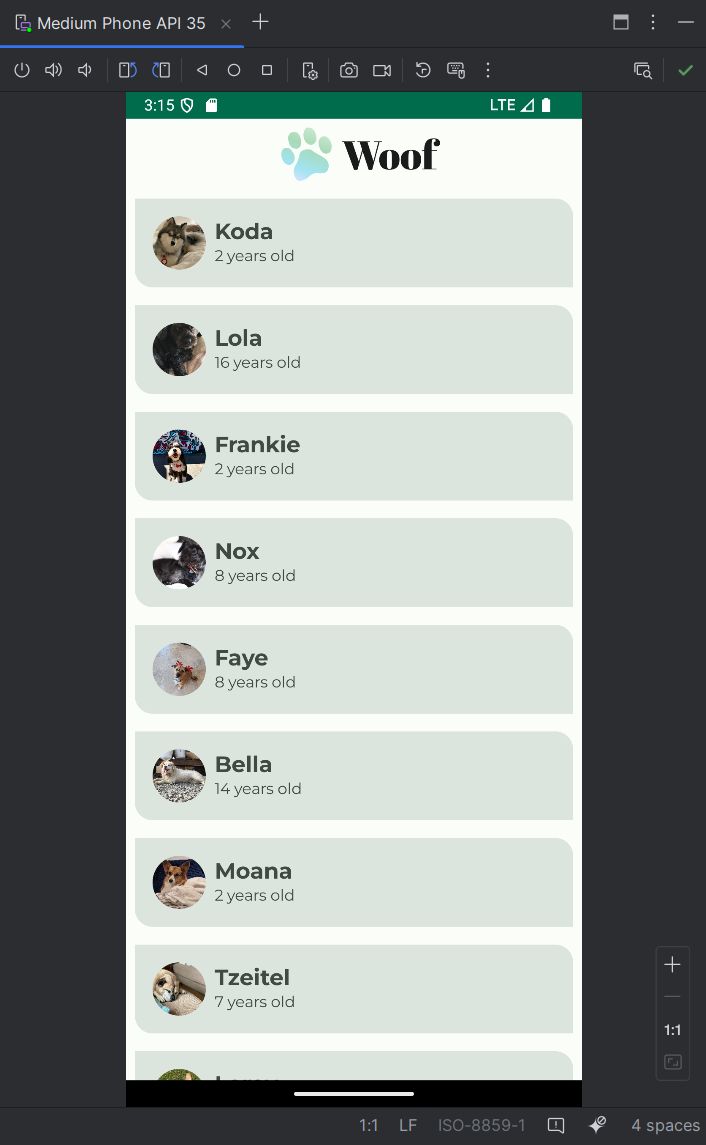 Medium Phone API 35
3:15
LTE
Woof
Koda
2 years old
Lola
16 years old
Frankie
2 years old
Nox
8 years old
Faye
8 years old
Bella
14 years old
Moana
2 years old
Tzeitel
7 years old
1:1
1:1 LF ISO-8859-1 4 spaces